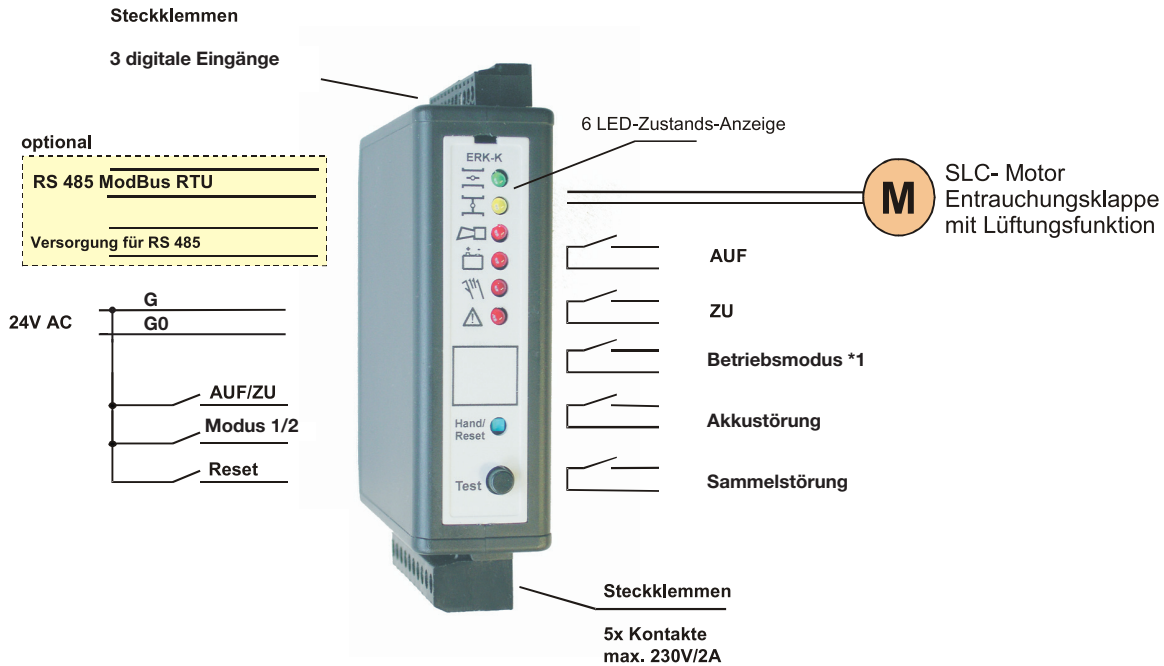 Steckklemmen
3 digitale Eingänge
6 LED-Zustands-Anzeige
optional
RS 485 ModBus RTU
Versorgung für RS 485
24V AC
G
G0
AUF/ZU
Modus 1/2
Reset
ERK-K
Hand/
Reset
Test
M
SLC- Motor
Entrauchungsklappe
mit Lüftungsfunktion
AUF
ZU
Betriebsmodus *1
Akkustörung
Sammelstörung
Steckklemmen
5x Kontakte
max. 230V/2A